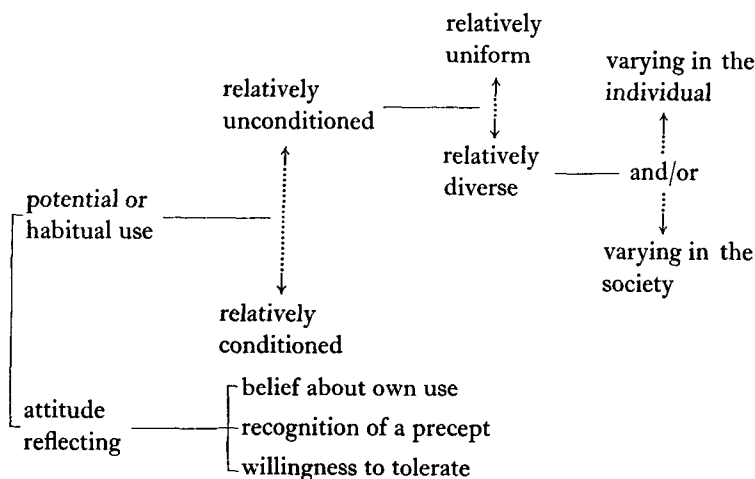 relatively
uniform
varying in the
individual
relatively
unconditioned
relatively
diverse
and/or
potential or
habitual use
varying in the
society
relatively
conditioned
attitude
reflecting
belief about own use
recognition of a precept
willingness to tolerate